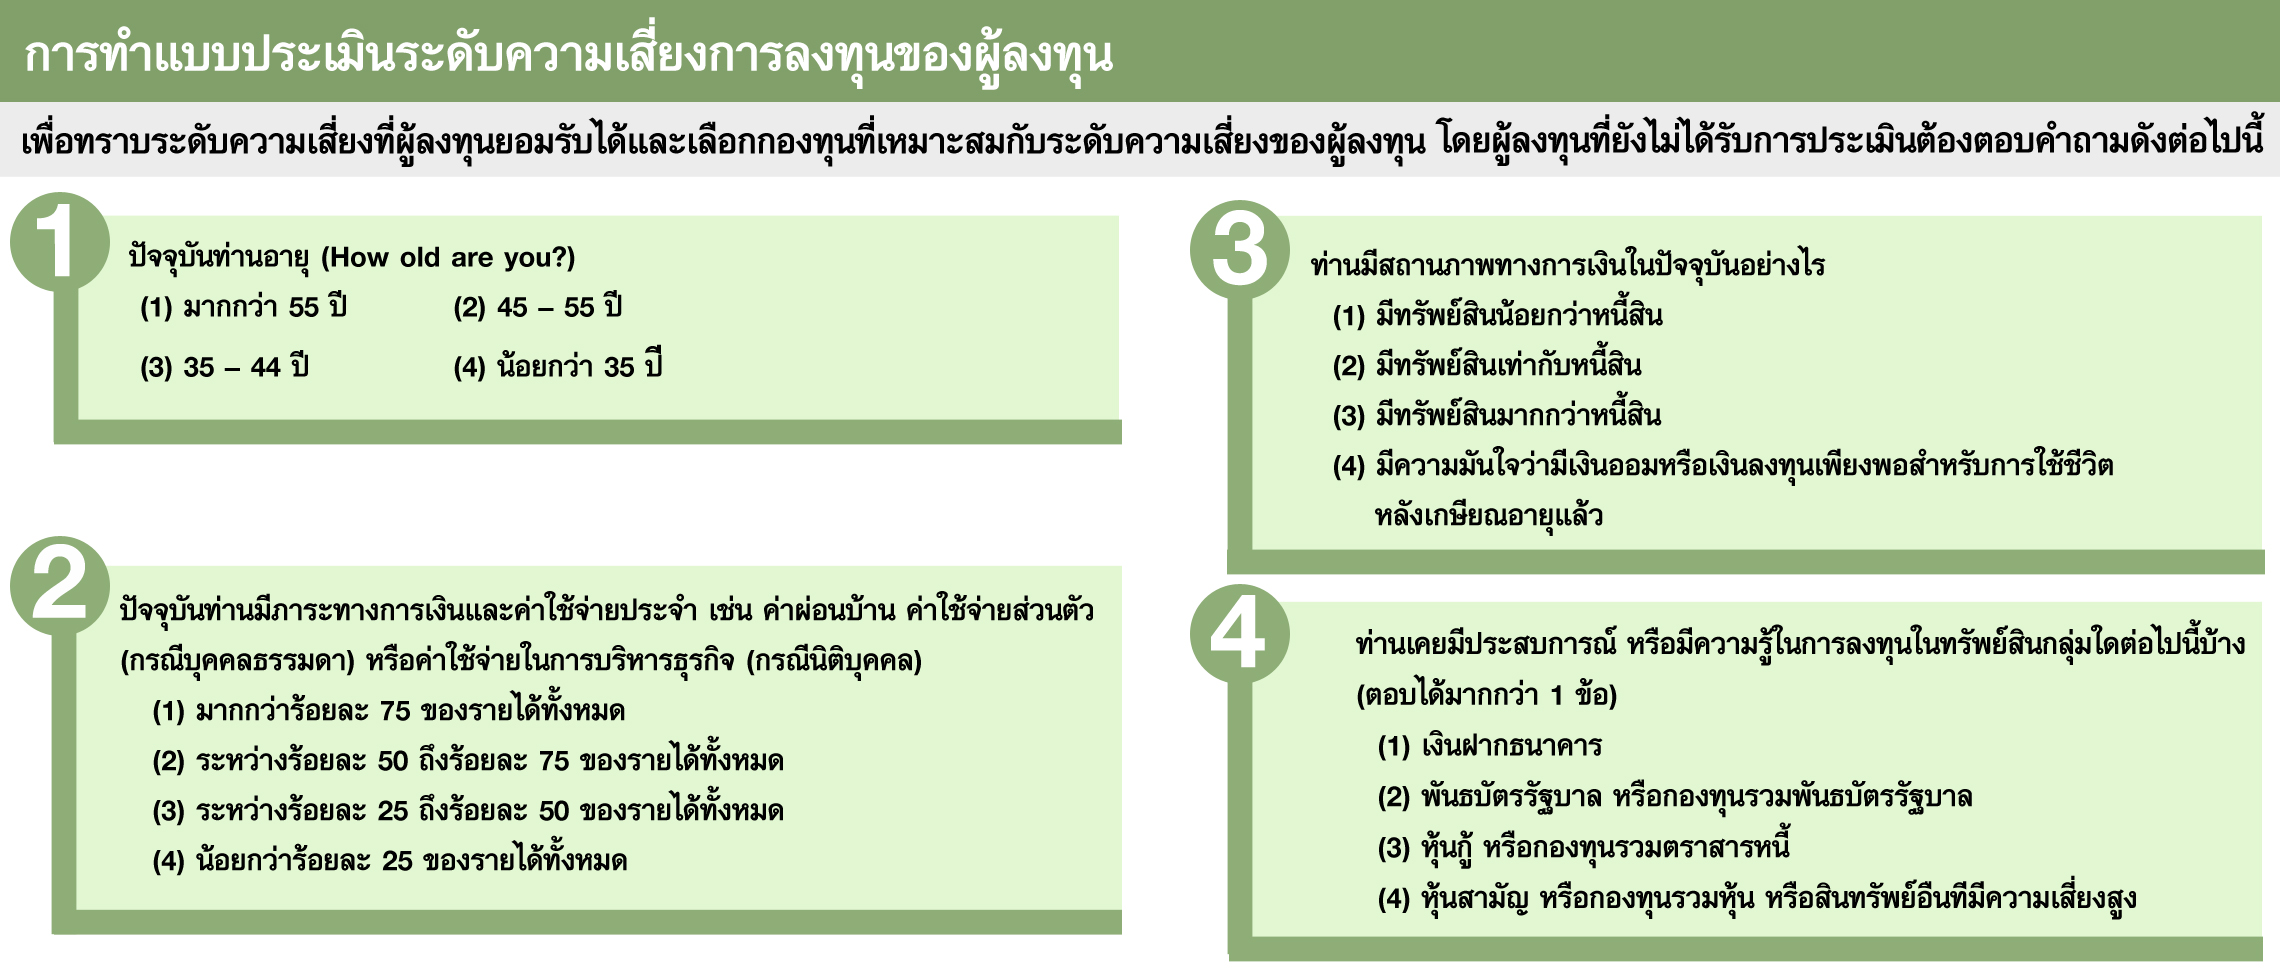 การทำแบบประเมินระดับความเสี่ยงการลงทุนของผู้ลงทุน
เพื่อทราบระดับความเสี่ยงที่ผู้ลงทุนยอมรับได้และเลือกกองทุนที่เหมาะสมกับระดับความเสี่ยงของผู้ลงทุน โดยผู้ลงทุนที่ยังไม่ได้รับการประเมินต้องตอบคำถามดังต่อไปนี้
1
ปัจจุบันท่านอายุ (How old are you?)
(1) มากกว่า 55 ปี (2) 45 – 55 ปี
(3) 35 – 44 ปี (4) น้อยกว่า 35 ปี
2
ปัจจุบันท่านมีภาระทางการเงินและค่าใช้จ่ายประจำ เช่น ค่าผ่อนบ้าน ค่าใช้จ่ายส่วนตัว
(กรณีบุคคลธรรมดา) หรือค่าใช้จ่ายในการบริหารธุรกิจ (กรณีนิติบุคคล)
(1) มากกว่าร้อยละ 75 ของรายได้ทั้งหมด
(2) ระหว่างร้อยละ 50 ถึงร้อยละ 75 ของรายได้ทั้งหมด
(3) ระหว่างร้อยละ 25 ถึงร้อยละ 50 ของรายได้ทั้งหมด
(4) น้อยกว่าร้อยละ 25 ของรายได้ทั้งหมด
3
ท่านมีสถานภาพทางการเงินในปัจจุบันอย่างไร
(1) มีทรัพย์สินน้อยกว่าหนี้สิน
(2) มีทรัพย์สินเท่ากับหนี้สิน
(3) มีทรัพย์สินมากกว่าหนี้สิน
(4) มีความมันใจว่ามีเงินออมหรือเงินลงทุนเพียงพอสำหรับการใช้ชีวิต
หลังเกษียณอายุแล้ว
4
ท่านเคยมีประสบการณ์ หรือมีความรู้ในการลงทุนในทรัพย์สินกลุ่มใดต่อไปนี้บ้าง
(ตอบได้มากกว่า 1 ข้อ)
(1) เงินฝากธนาคาร
(2) พันธบัตรรัฐบาล หรือกองทุนรวมพันธบัตรรัฐบาล
(3) หุ้นกู้ หรือกองทุนรวมตราสารหนี้
(4) หุ้นสามัญ หรือกองทุนรวมหุ้น หรือสินทรัพย์อืนทีมีความเสี่ยงสูง